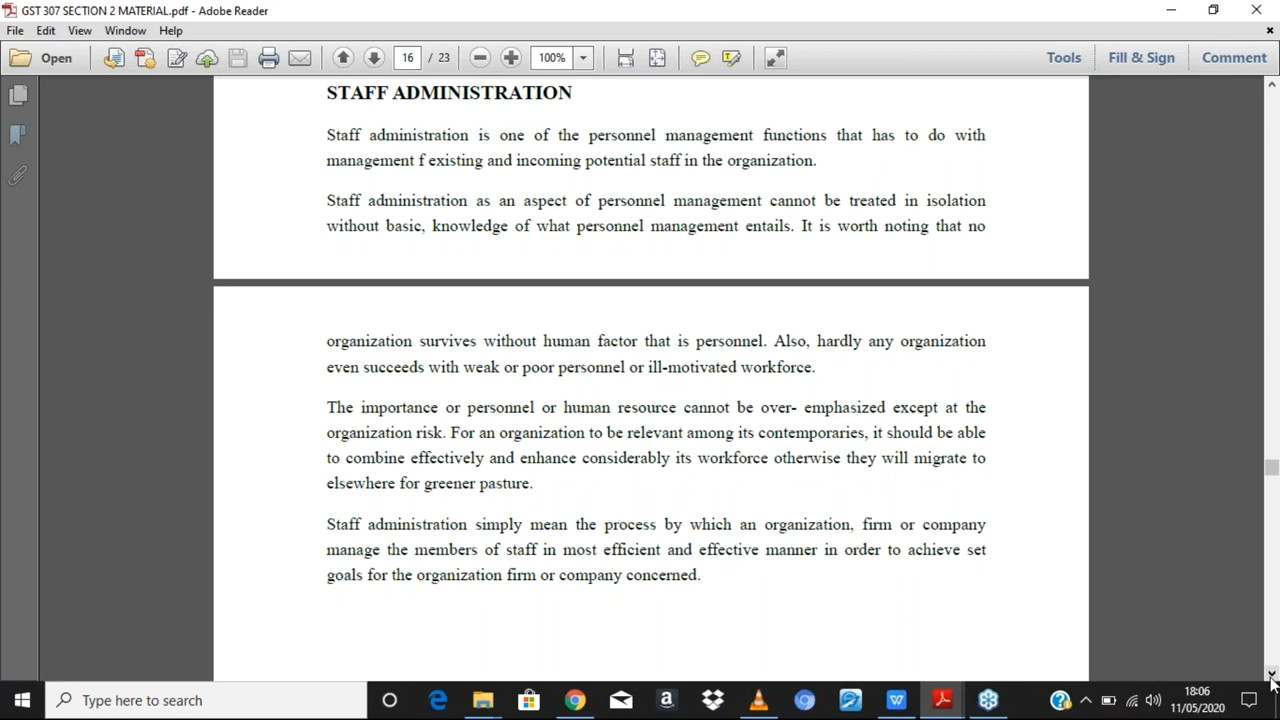 GST 307 SECTION 2 MATERIAL.pdf - Adobe Reader
File Edit View Window Help
Open 16 / 23 100% Tools Fill & Sign Comment
STAFF ADMINISTRATION
Staff administration is one of the personnel management functions that has to do with
management f existing and incoming potential staff in the organization.
Staff administration as an aspect of personnel management cannot be treated in isolation
without basic, knowledge of what personnel management entails. It is worth noting that no
organization survives without human factor that is personnel. Also, hardly any organization
even succeeds with weak or poor personnel or ill-motivated workforce.
The importance or personnel or human resource cannot be over- emphasized except at the
organization risk. For an organization to be relevant among its contemporaries, it should be able
to combine effectively and enhance considerably its workforce otherwise they will migrate to
elsewhere for greener pasture.
Staff administration simply mean the process by which an organization, firm or company
manage the members of staff in most efficient and effective manner in order to achieve set
goals for the organization firm or company concerned.
Type here to search
18:06
11/05/2020